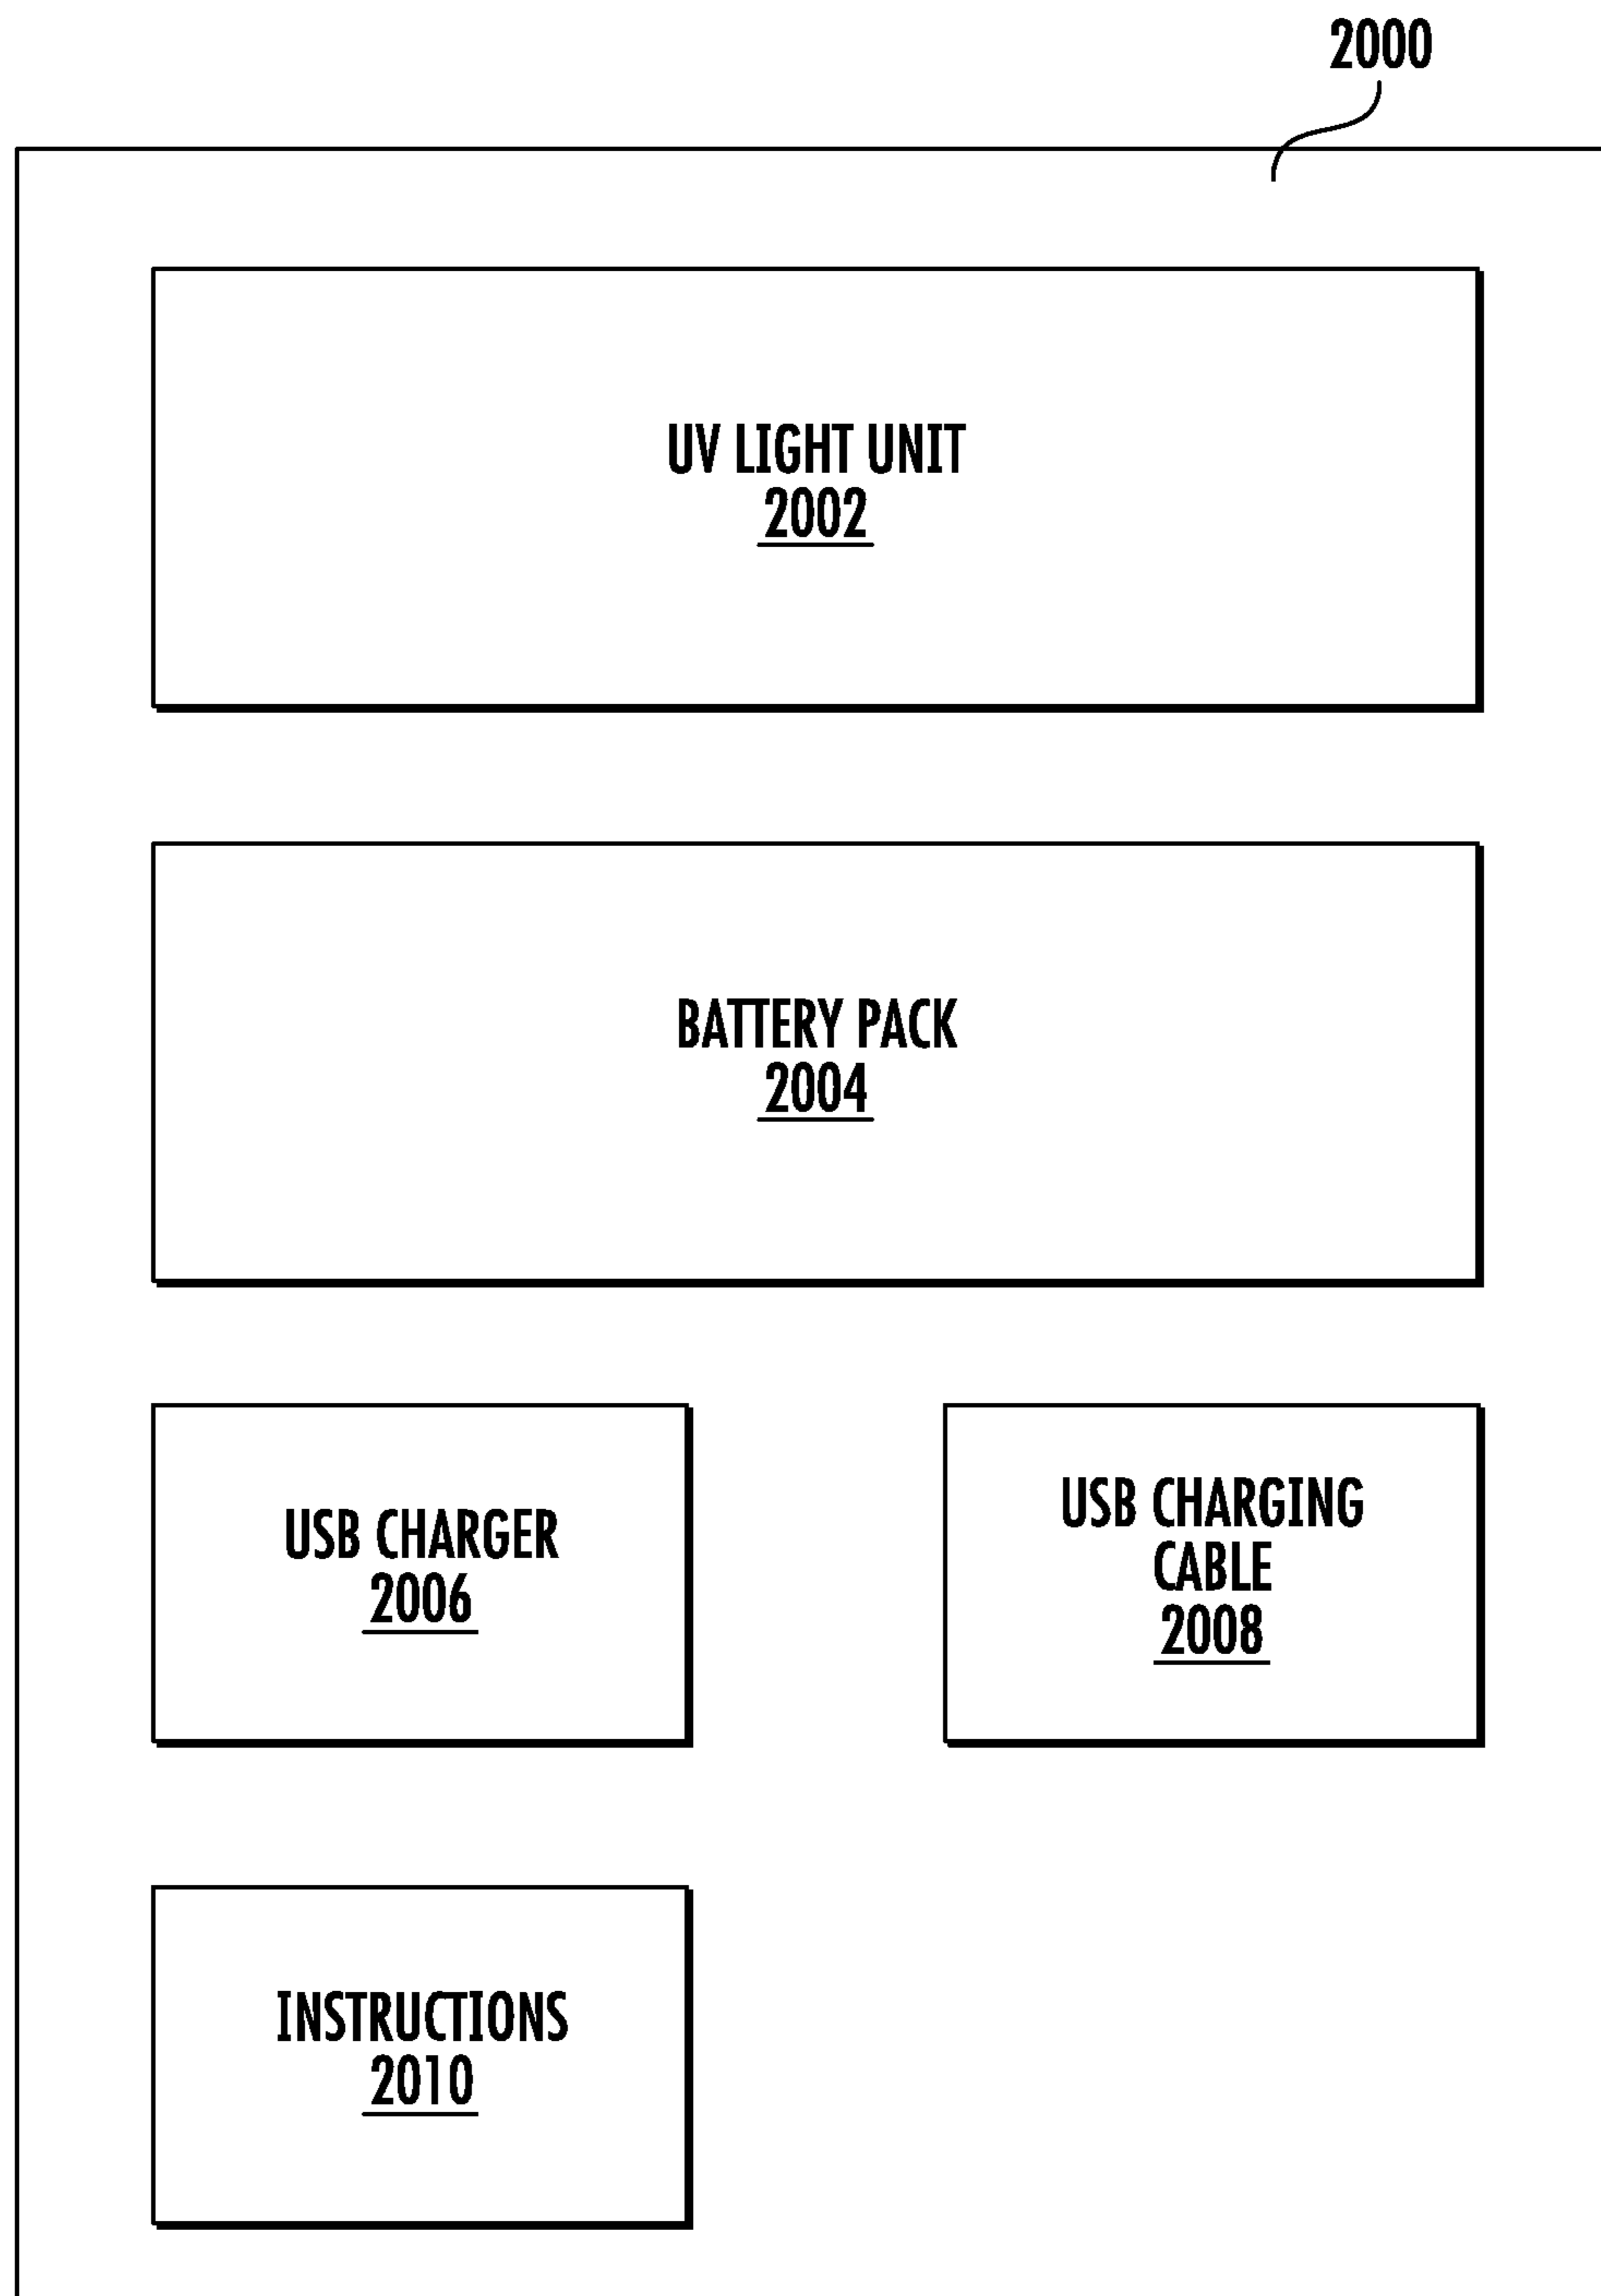 2000
UV LIGHT UNIT
2002
BATTERY PACK
2004
USB CHARGER
2006
USB CHARGING
CABLE
2008
INSTRUCTIONS
2010